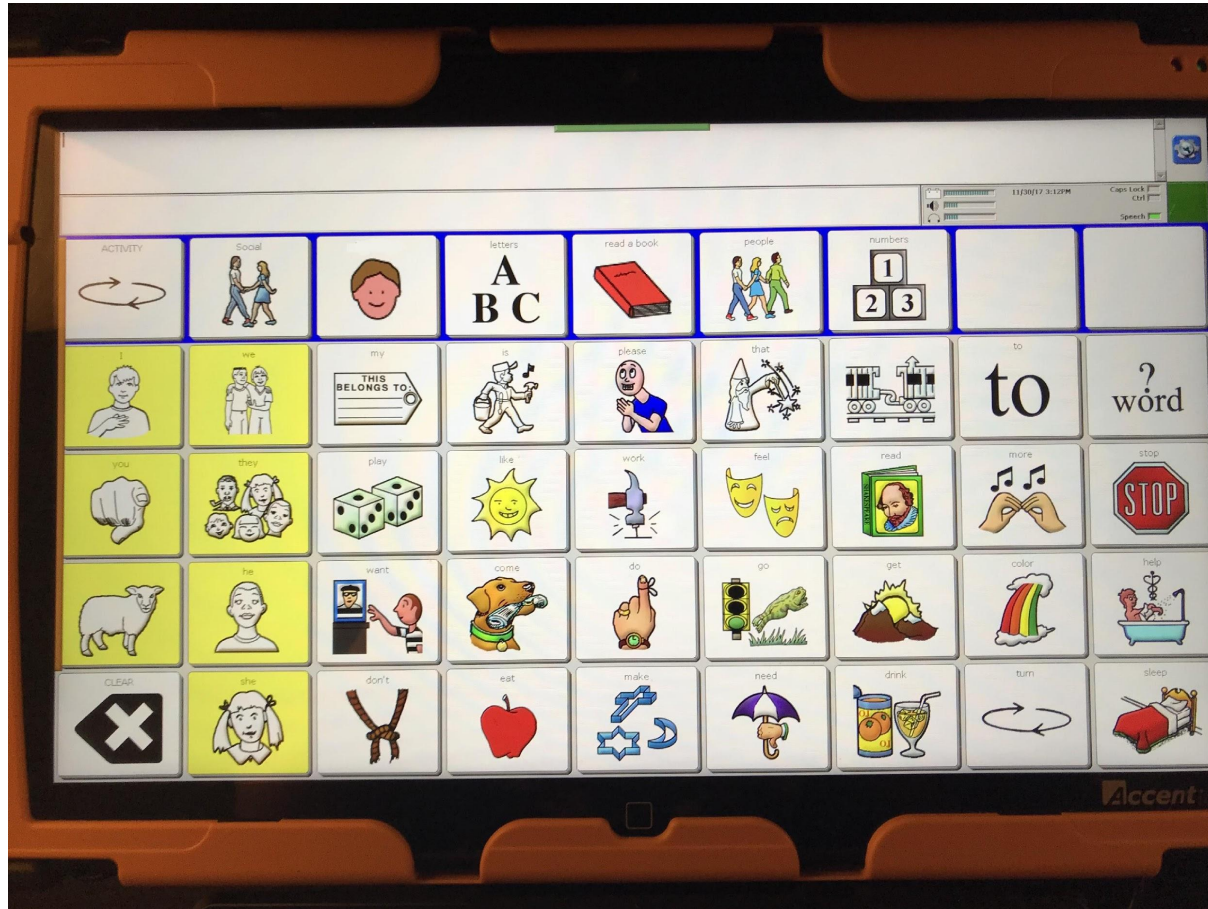 11/30/17 3:12PM
Caps Lock
Ctrl
Speech
ACTIVITY
Social
letters
read a book
people
numbers
A
B C
1
2 3
I
we
my
is
please
that
to
THIS
BELONGS TO:
to
?
word
you
they
play
like
work
feel
read
more
stop
STOP
he
want
come
do
go
get
color
help
CLEAR
she
don't
eat
make
need
drink
turn
sleep
OJ
Accent